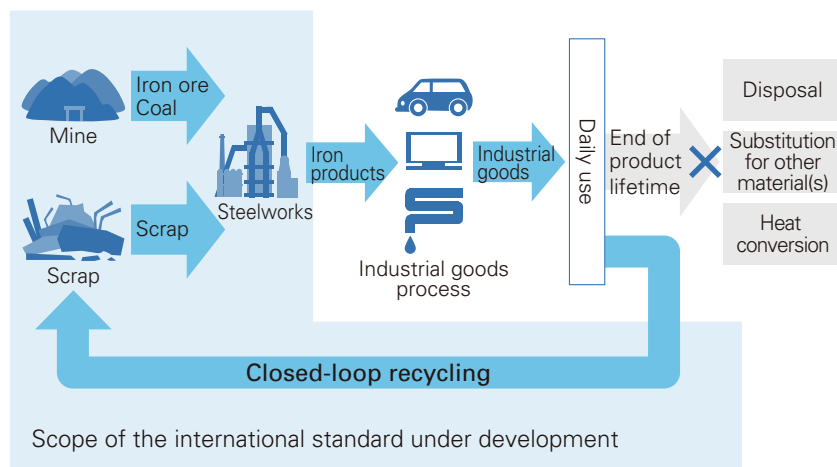 Mine
Iron ore
Coal
Scrap
Scrap
Steelworks
Iron
products
Industrial goods
process
Industrial
goods
Daily use
End of
product
lifetime
Disposal
Substitution
for other
material(s)
Heat
conversion
Closed-loop recycling
Scope of the international standard under development